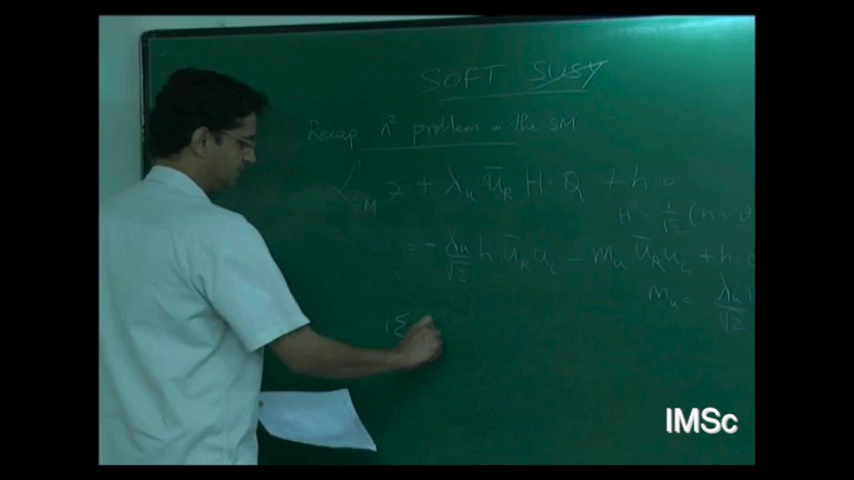 SOFT SUSY
Recap Λ² problem in the SM
ℒ_SM ⊃ + λ_u ū_R H·Q + h.c.
H⁰ = 1/√2 (h + v
= - λ_u/√2 h ū_R u_L - m_u ū_R u_L + h.c
m_u = λ_u v/√2
IMSc